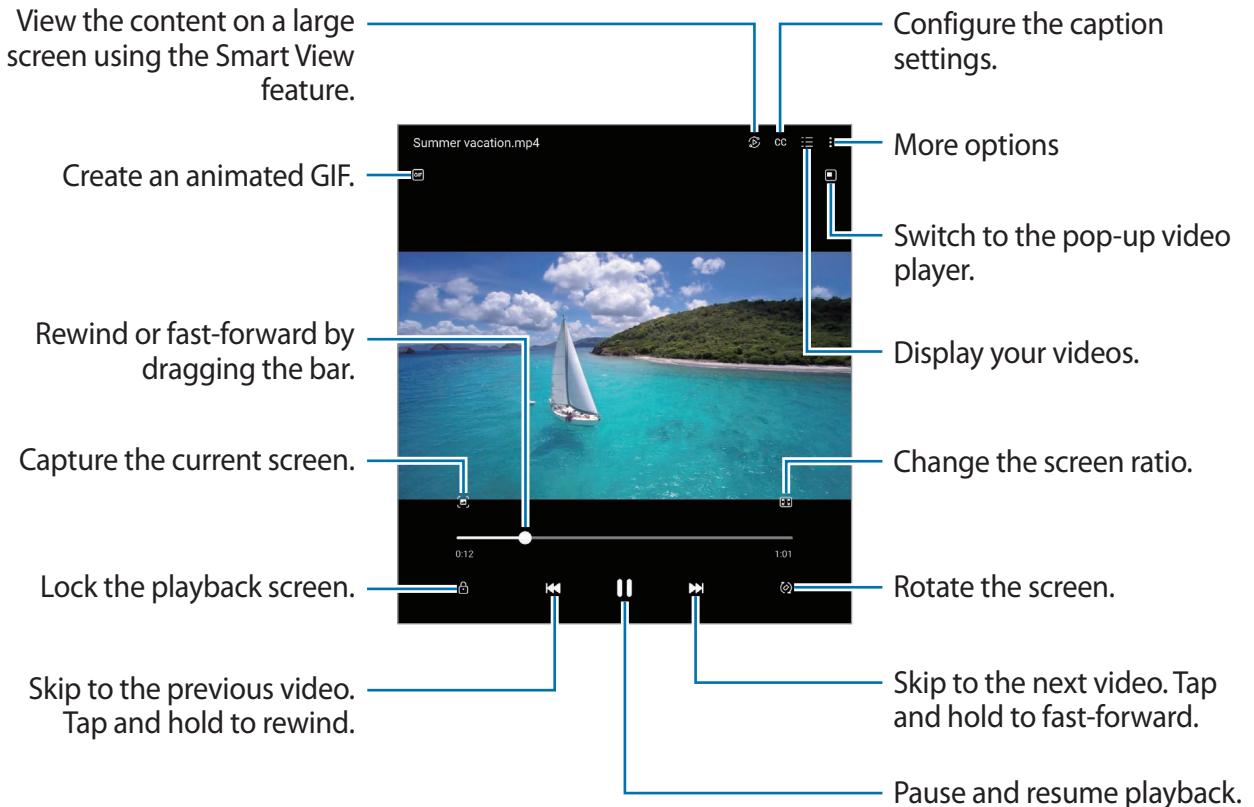 View the content on a large
screen using the Smart View
feature.
Configure the caption
settings.
Summer vacation.mp4
CC
More options
Create an animated GIF.
GIF
Switch to the pop-up video
player.
Rewind or fast-forward by
dragging the bar.
Display your videos.
Capture the current screen.
Change the screen ratio.
0:12
1:01
Lock the playback screen.
Rotate the screen.
Skip to the previous video.
Tap and hold to rewind.
Skip to the next video. Tap
and hold to fast-forward.
Pause and resume playback.